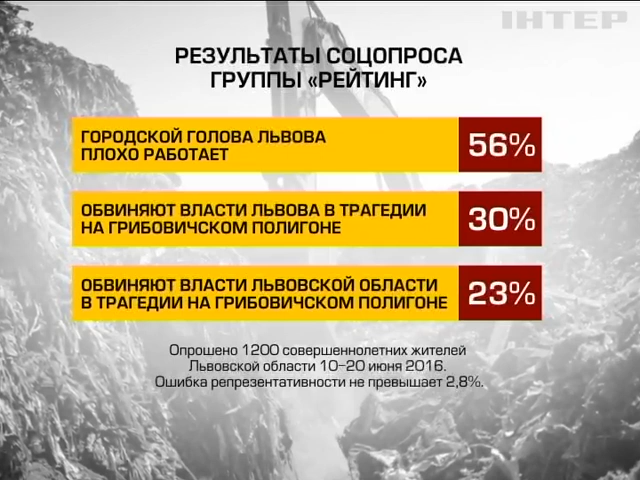 ІНТЕР
РЕЗУЛЬТАТЫ СОЦОПРОСА
ГРУППЫ «РЕЙТИНГ»
ГОРОДСКОЙ ГОЛОВА ЛЬВОВА
ПЛОХО РАБОТАЕТ
56%
ОБВИНЯЮТ ВЛАСТИ ЛЬВОВА В ТРАГЕДИИ
НА ГРИБОВИЧСКОМ ПОЛИГОНЕ
30%
ОБВИНЯЮТ ВЛАСТИ ЛЬВОВСКОЙ ОБЛАСТИ
В ТРАГЕДИИ НА ГРИБОВИЧСКОМ ПОЛИГОНЕ
23%
Опрошено 1200 совершеннолетних жителей
Львовской области 10–20 июня 2016.
Ошибка репрезентативности не превышает 2,8%.